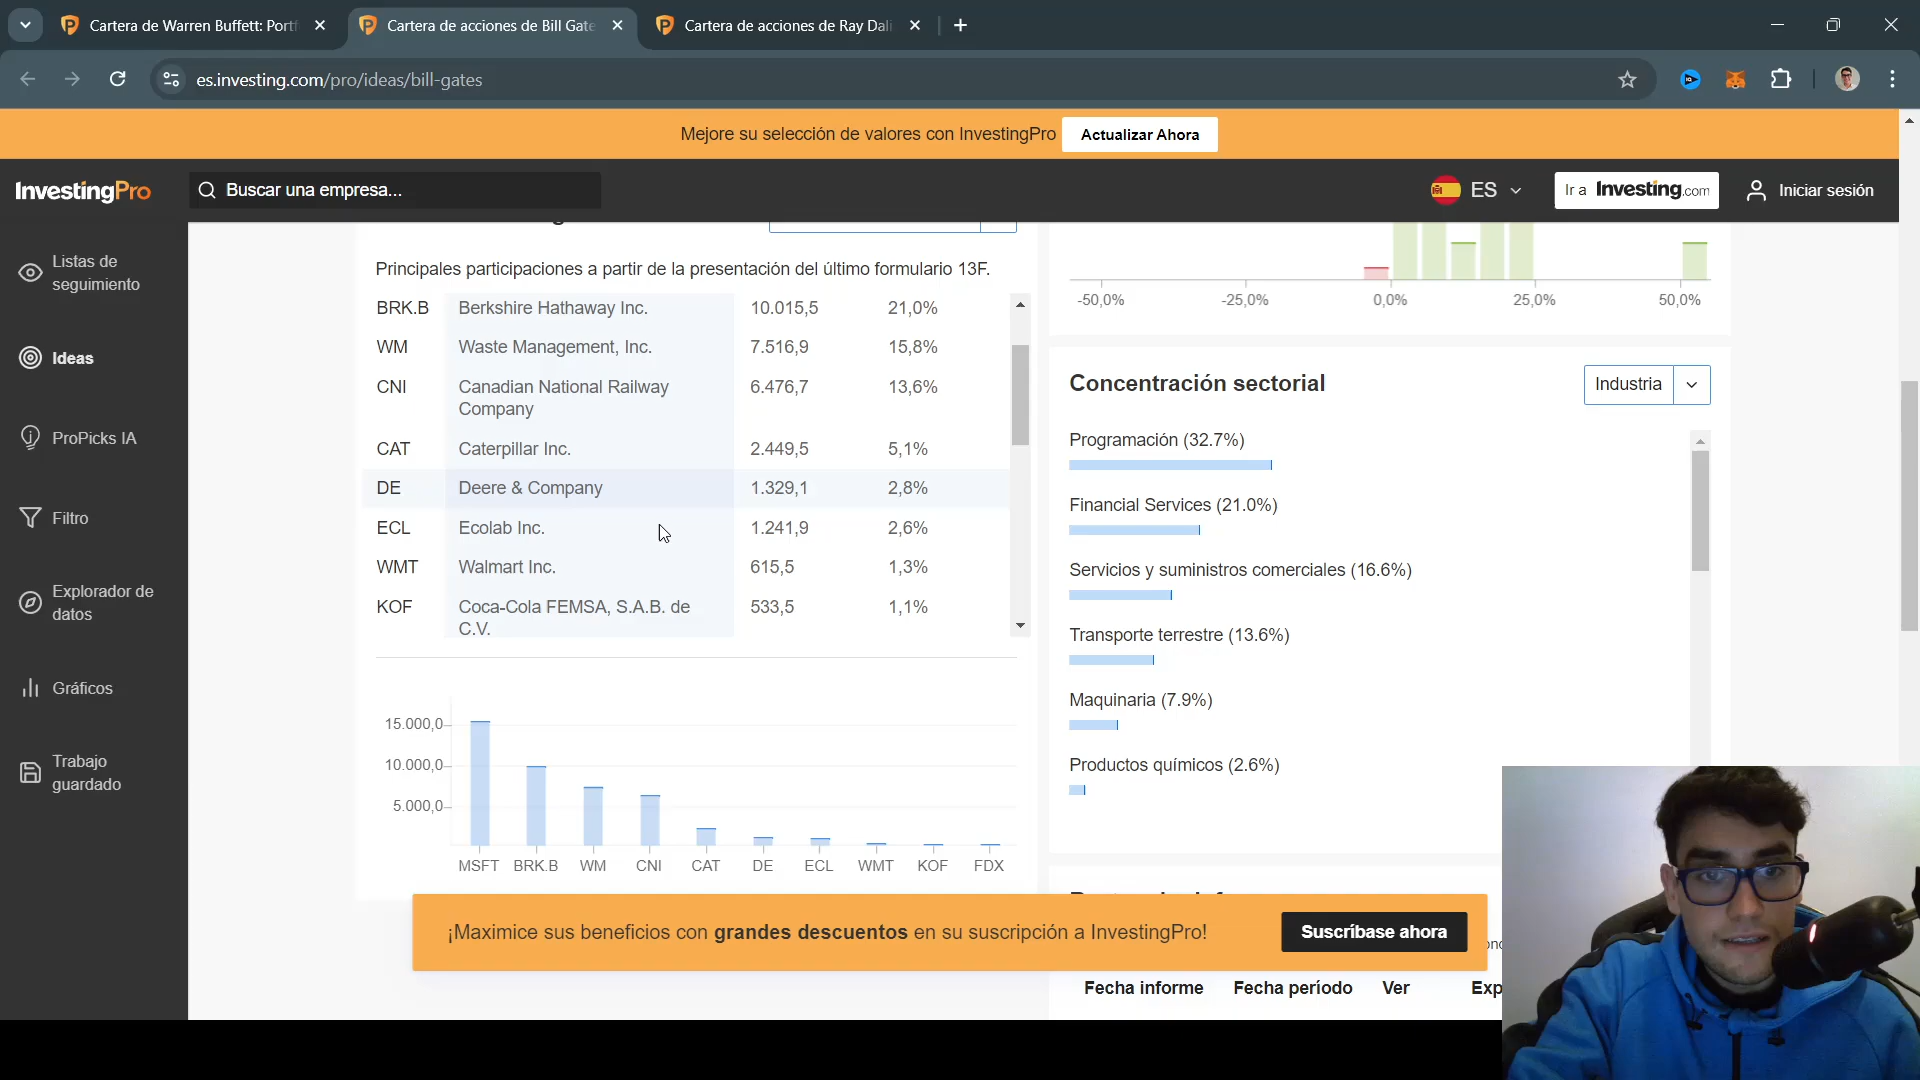 Cartera de Warren Buffett: Portf
Cartera de acciones de Bill Gate
Cartera de acciones de Ray Dali
es.investing.com/pro/ideas/bill-gates
Mejore su selección de valores con InvestingPro
Actualizar Ahora
InvestingPro
Buscar una empresa...
ES
Ir a Investing.com
Iniciar sesión
Listas de
seguimiento
Ideas
ProPicks IA
Filtro
Explorador de
datos
Gráficos
Trabajo
guardado
Principales participaciones a partir de la presentación del último formulario 13F.
BRK.B Berkshire Hathaway Inc. 10.015,5 21,0%
WM Waste Management, Inc. 7.516,9 15,8%
CNI Canadian National Railway 6.476,7 13,6%
Company
CAT Caterpillar Inc. 2.449,5 5,1%
DE Deere & Company 1.329,1 2,8%
ECL Ecolab Inc. 1.241,9 2,6%
WMT Walmart Inc. 615,5 1,3%
KOF Coca-Cola FEMSA, S.A.B. de 533,5 1,1%
C.V.
15.000,0
10.000,0
5.000,0
MSFT BRK.B WM CNI CAT DE ECL WMT KOF FDX
-50,0% -25,0% 0,0% 25,0% 50,0%
Concentración sectorial
Industria
Programación (32.7%)
Financial Services (21.0%)
Servicios y suministros comerciales (16.6%)
Transporte terrestre (13.6%)
Maquinaria (7.9%)
Productos químicos (2.6%)
¡Maximice sus beneficios con grandes descuentos en su suscripción a InvestingPro!
Suscríbase ahora
Fecha informe Fecha período Ver Exp